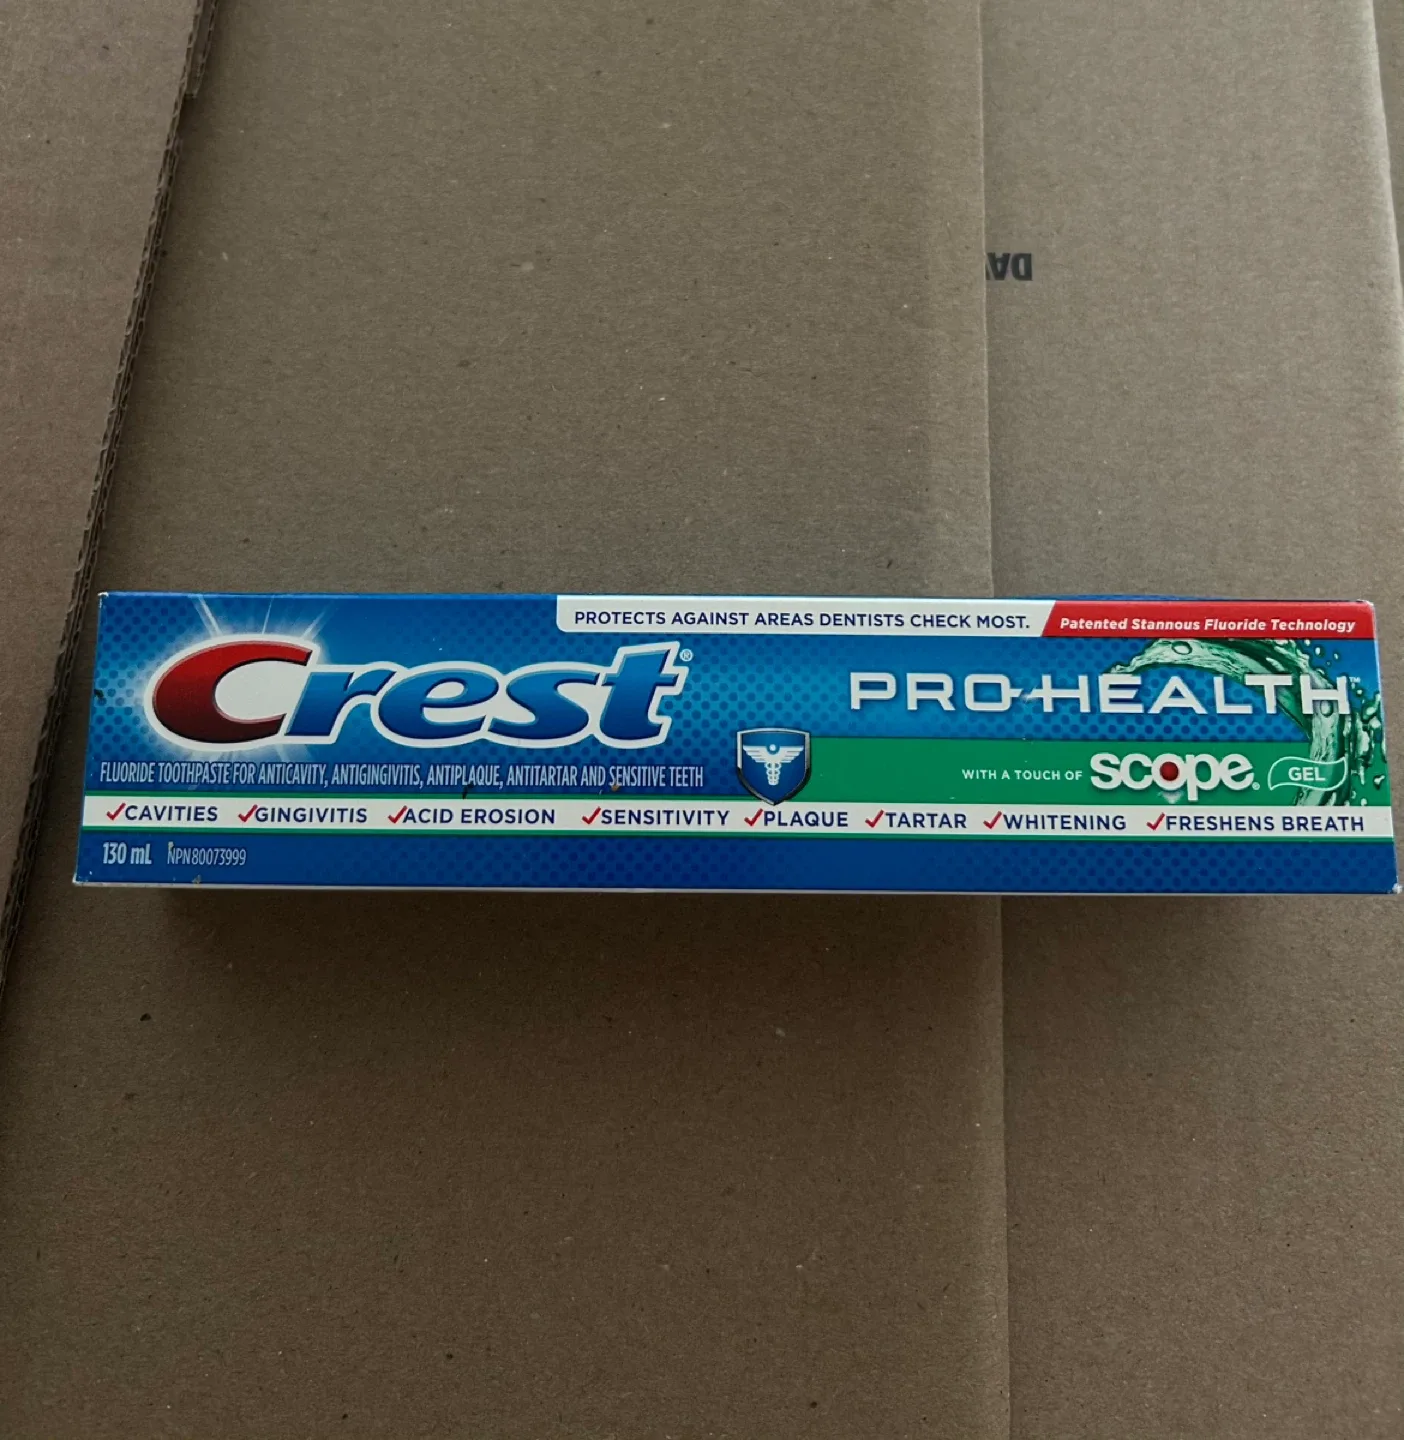 DA
PROTECTS AGAINST AREAS DENTISTS CHECK MOST. Patented Stannous Fluoride Technology
Crest®
PRO-HEALTH™
WITH A TOUCH OF scope® GEL
FLUORIDE TOOTHPASTE FOR ANTICAVITY, ANTIGINGIVITIS, ANTIPLAQUE, ANTITARTAR AND SENSITIVE TEETH
✓CAVITIES ✓GINGIVITIS ✓ACID EROSION ✓SENSITIVITY ✓PLAQUE ✓TARTAR ✓WHITENING ✓FRESHENS BREATH
130 mL NPN80073999